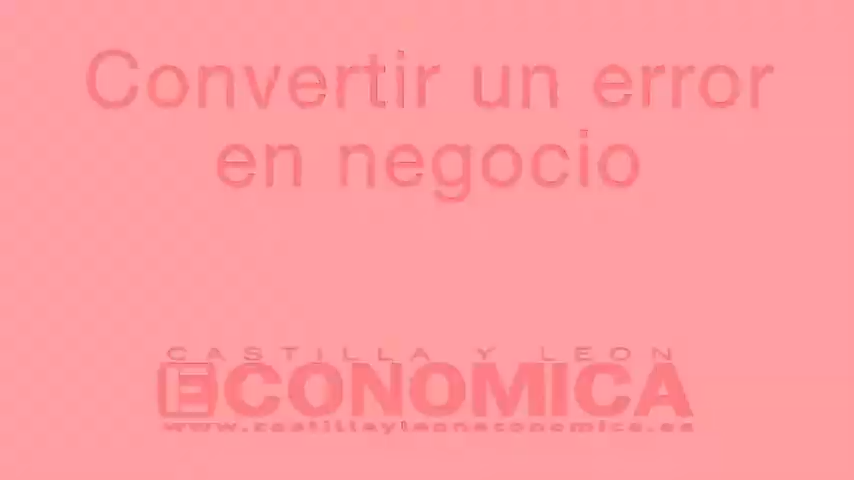 Convertir un error
en negocio
CASTILLA Y LEON
ECONOMICA
www.castillayleoneconomica.es